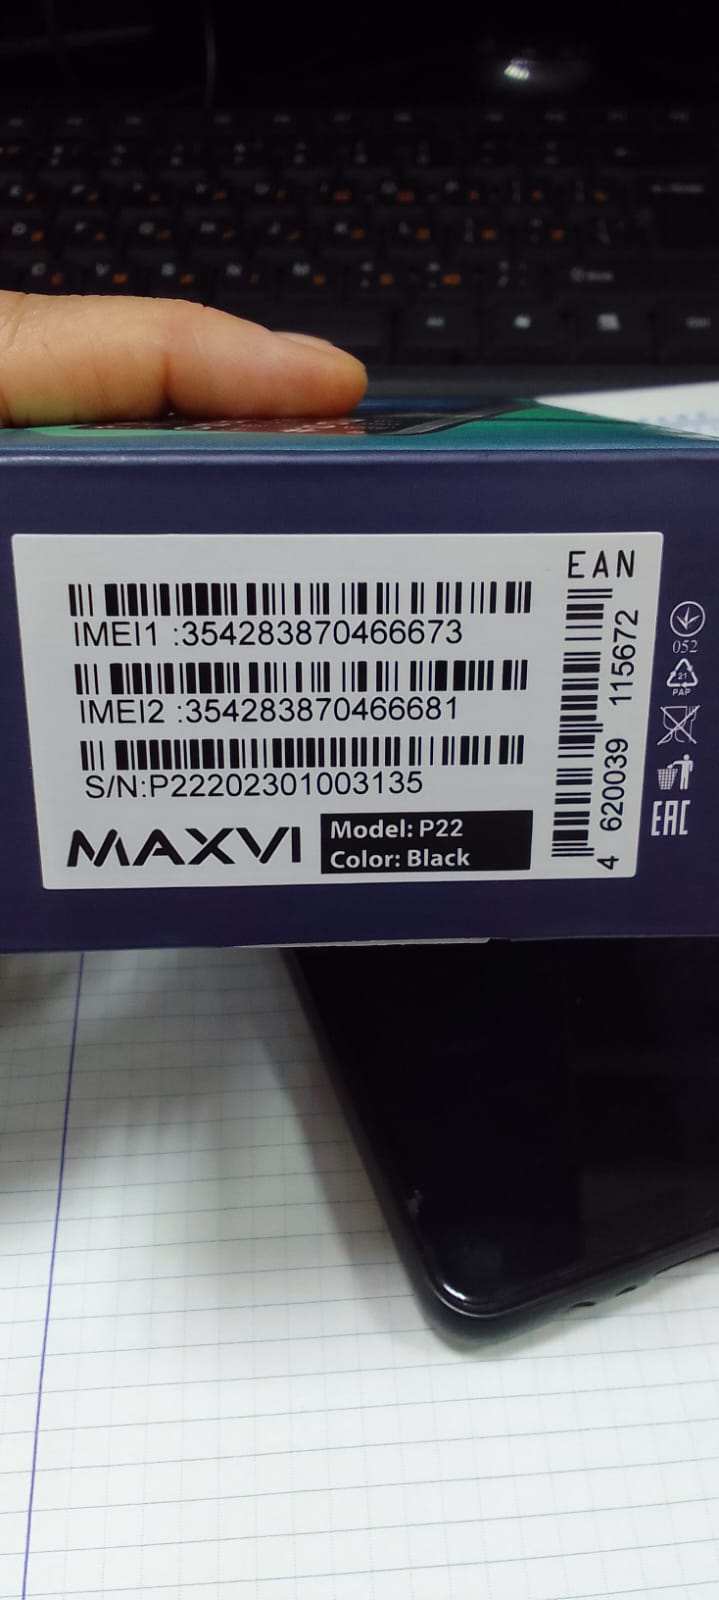 EAN
IMEI1 :354283870466673
IMEI2 :354283870466681
S/N:P22202301003135
MAXVI
Model: P22
Color: Black
4 620039 115672
052
21
PAP
EAC